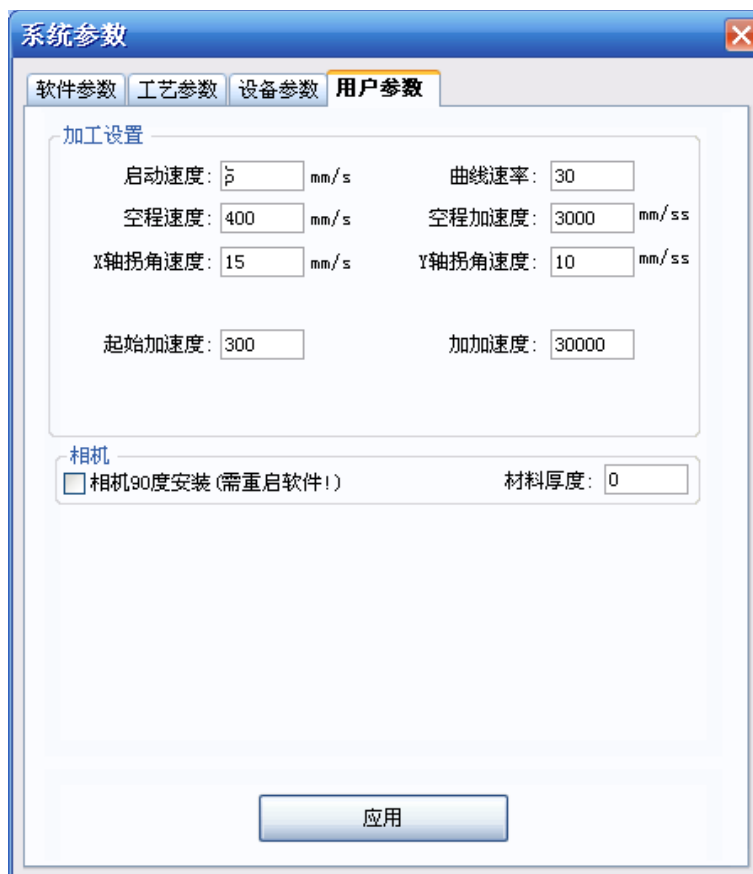 系统参数
软件参数 工艺参数 设备参数 用户参数
加工设置
启动速度: mm/s 曲线速率: 30
空程速度: 400 mm/s 空程加速度: 3000 mm/ss
X轴拐角速度: 15 mm/s Y轴拐角速度: 10 mm/ss
起始加速度: 300 加加速度: 30000
相机
相机90度安装(需重启软件!) 材料厚度: 0
应用